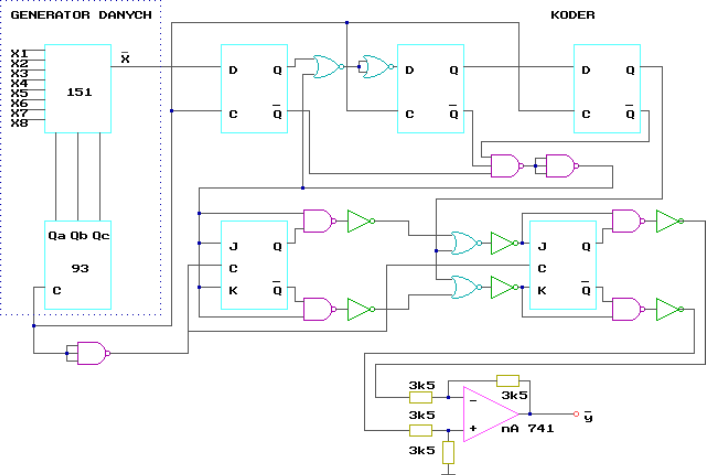 GENERATOR DANYCH
KODER
X1
X2
X3
X4
X5
X6
X7
X8
151
X̄
D Q
C Q̄
D Q
C Q̄
D Q
C Q̄
Qa Qb Qc
93
C
J Q
C
K Q̄
J Q
C
K Q̄
3k5
3k5
3k5
3k5
-
+
nA 741
ȳ